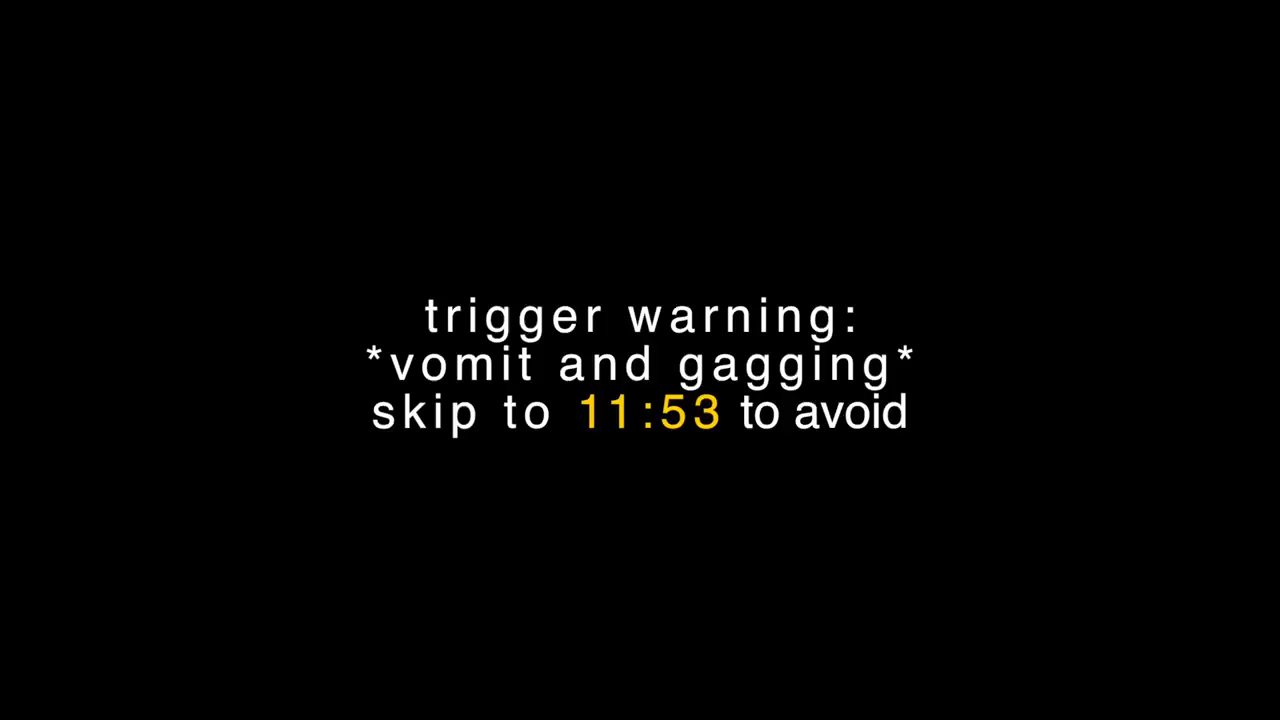 trigger warning:
*vomit and gagging*
skip to 11:53 to avoid